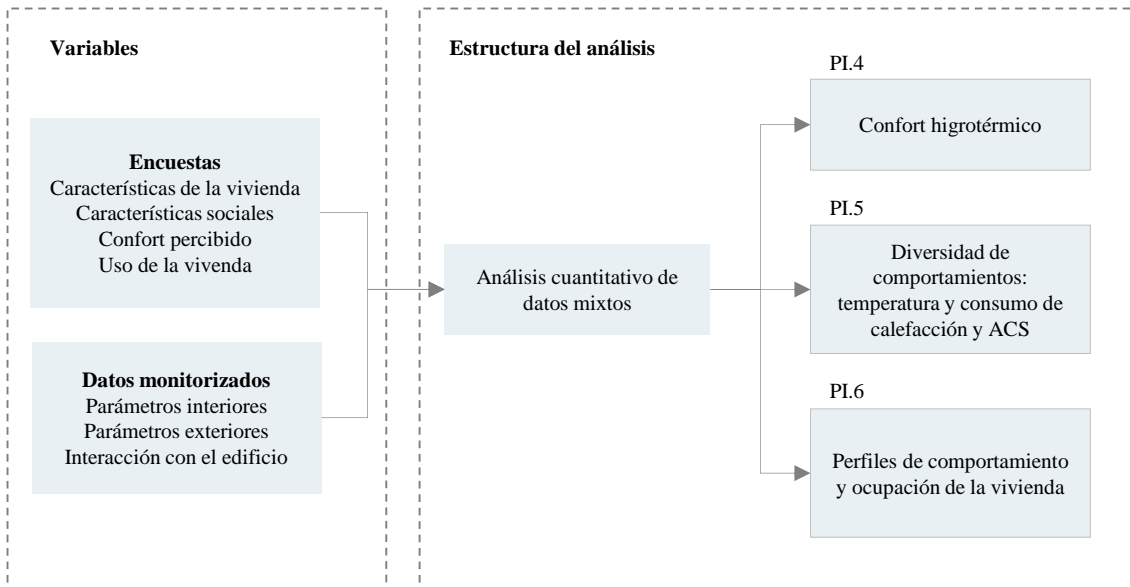 Variables
Encuestas
Características de la vivienda
Características sociales
Confort percibido
Uso de la vivenda
Datos monitorizados
Parámetros interiores
Parámetros exteriores
Interacción con el edificio
Estructura del análisis
Análisis cuantitativo de
datos mixtos
PI.4
Confort higrotérmico
PI.5
Diversidad de
comportamientos:
temperatura y consumo de
calefacción y ACS
PI.6
Perfiles de comportamiento
y ocupación de la vivienda